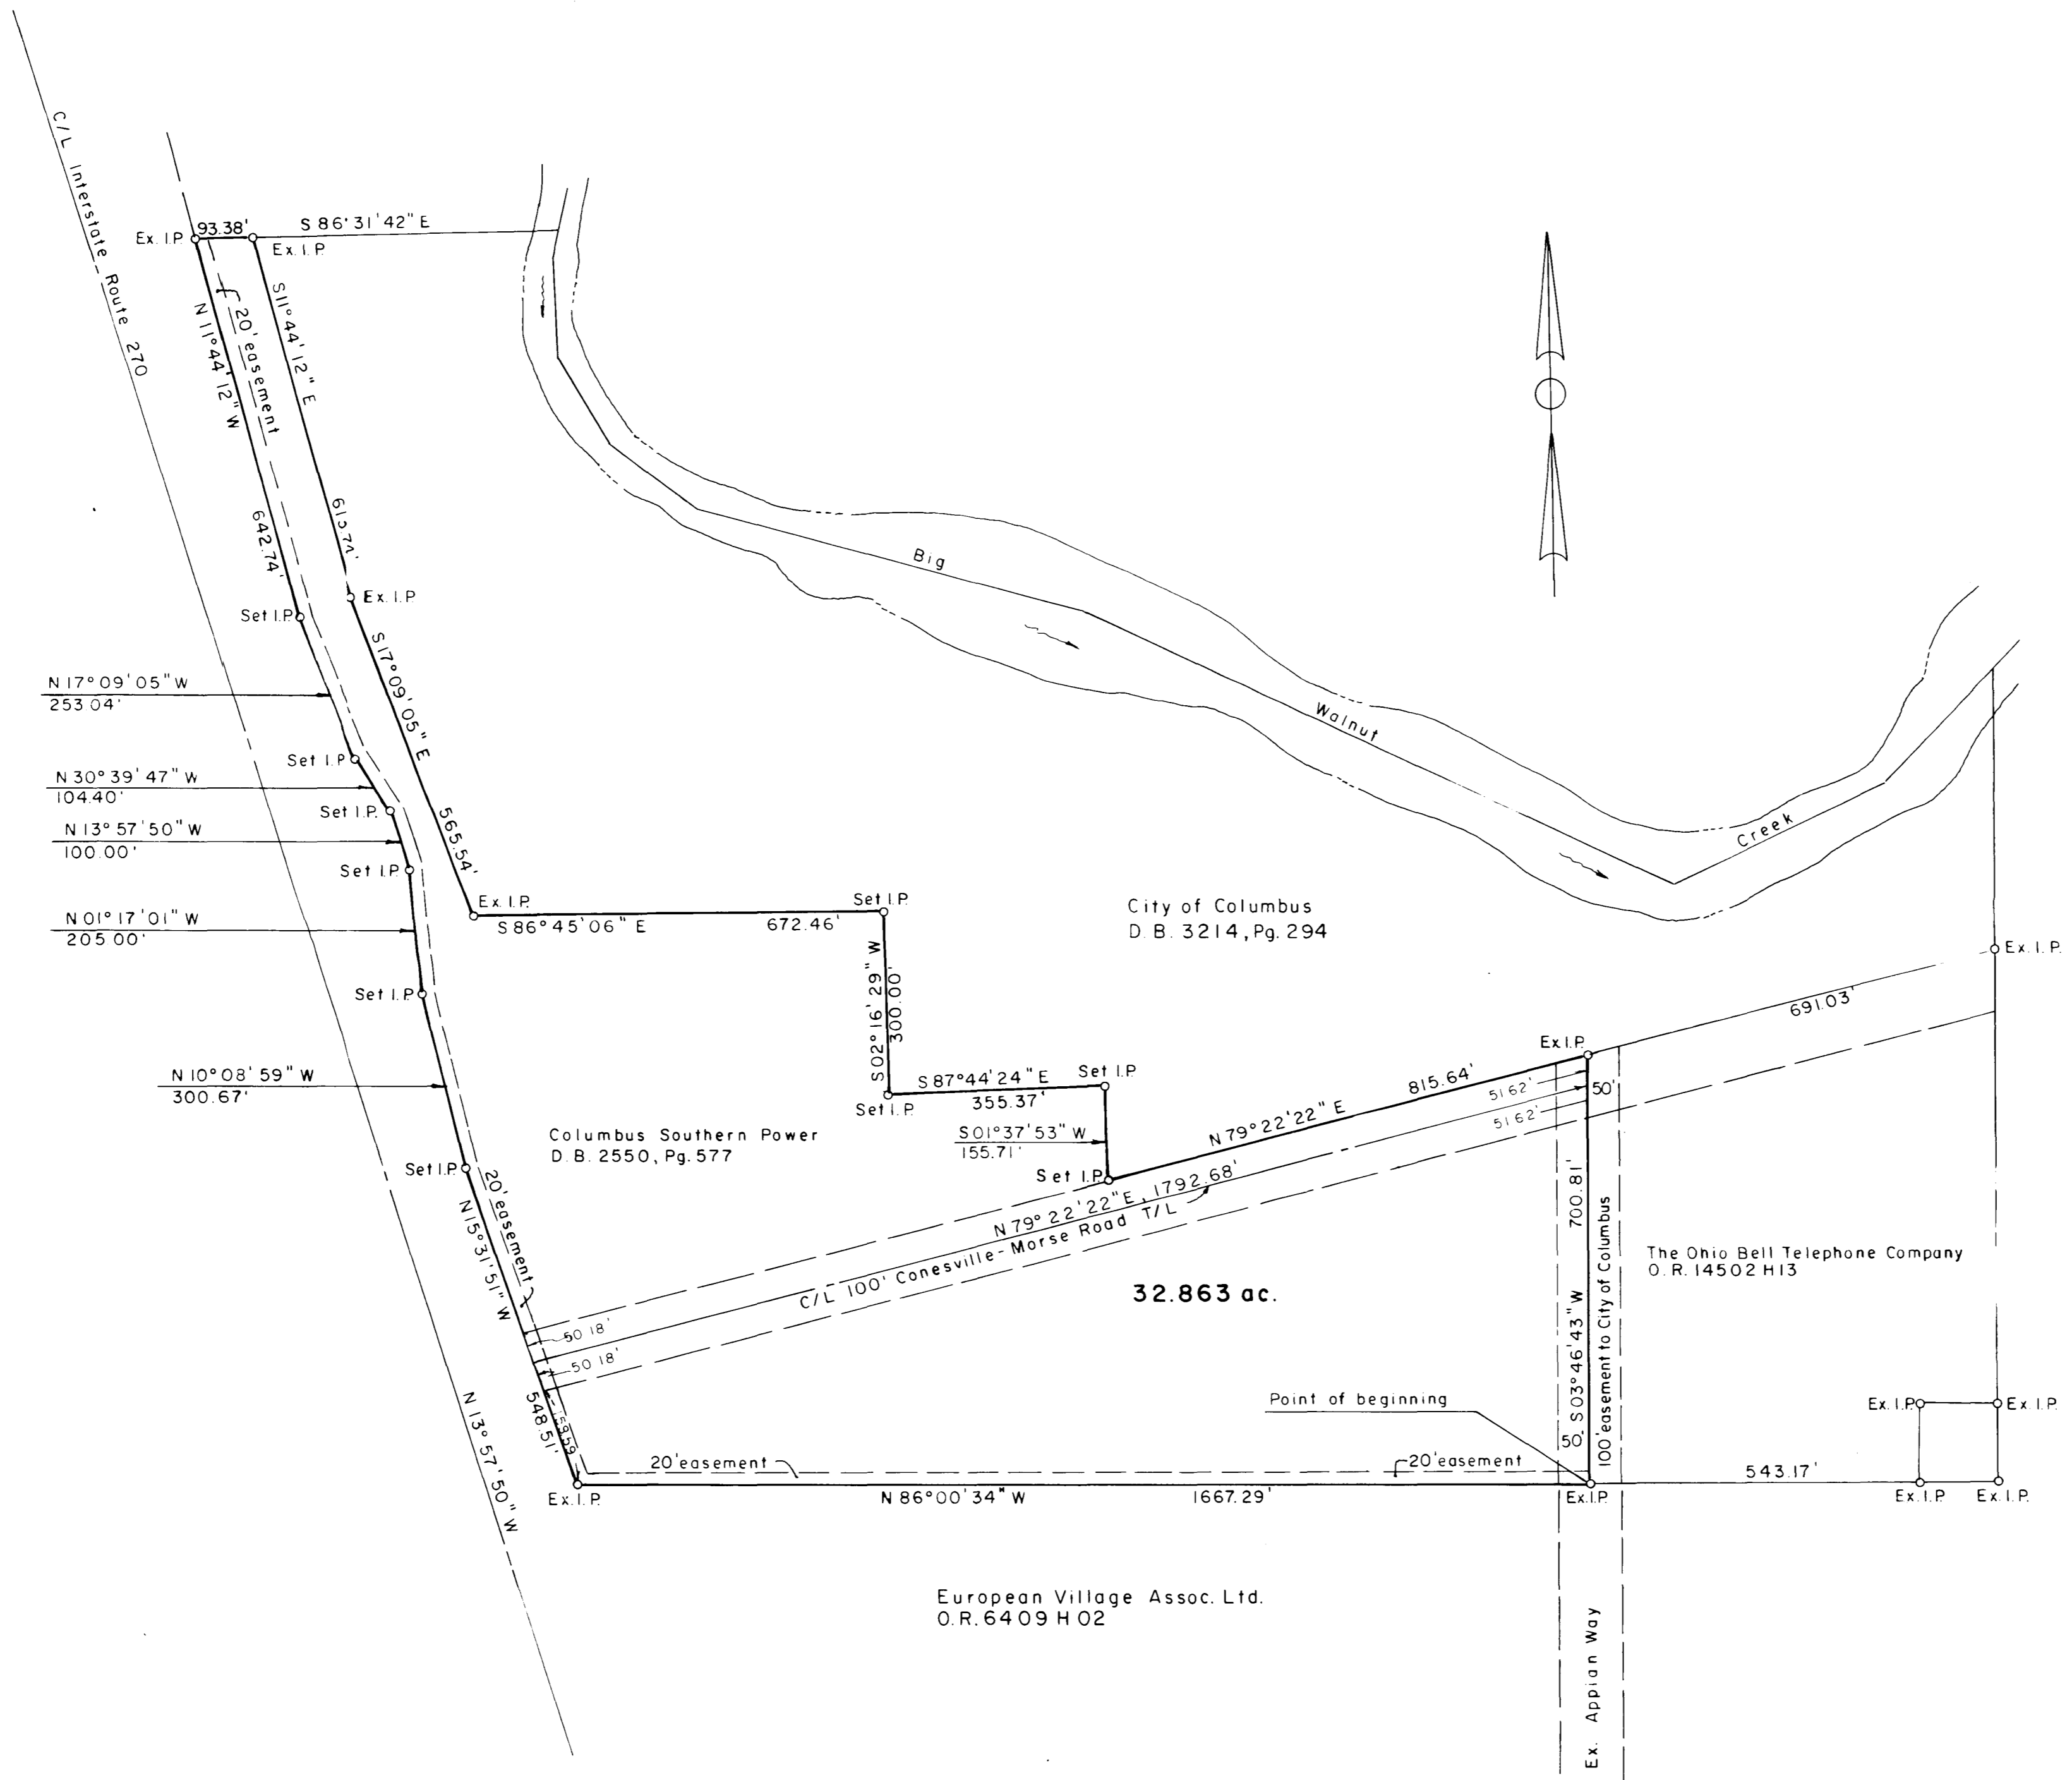 C/L Interstate Route 270
Ex. I.P.
93.38'
S 86°31'42" E
Ex. I.P.
20' easement
N 11°44'12" W
642.74'
S 11°44'12" E
Ex. I.P.
Set I.P.
S 17°09'05" E
565.54'
N 17°09'05" W
253.04'
Set I.P.
N 30°39'47" W
104.40'
Set I.P.
N 13°57'50" W
100.00'
Set I.P.
N 01°17'01" W
205.00'
Set I.P.
N 10°08'59" W
300.67'
Set I.P.
Big
Walnut
Creek
Ex. I.P.
S 86°45'06" E
672.46'
Set I.P.
City of Columbus
D. B. 3214, Pg. 294
S 02°16'29" W
300.00'
Set I.P.
S 87°44'24" E
355.37'
Set I.P.
S 01°37'53" W
155.71'
Set I.P.
Columbus Southern Power
D. B. 2550, Pg. 577
N 79°22'22" E
815.64'
Ex. I.P.
691.03'
Ex. I.P.
51.62'
51.62'
50'
20' easement
N 15°31'51" W
548.51'
50.18'
50.18'
159.59
N 79°22'22" E, 1792.68'
C/L 100' Conesville-Morse Road T/L
32.863 ac.
700.81'
S 03°46'43" W
50'
100' easement to City of Columbus
The Ohio Bell Telephone Company
O. R. 14502 H13
Point of beginning
Ex. I.P.
Ex. I.P.
20' easement
20' easement
543.17'
Ex. I.P.
N 86°00'34" W
1667.29'
Ex. I.P.
Ex. I.P.
Ex. I.P.
N 13°57'50" W
European Village Assoc. Ltd.
O. R. 6409 H 02
Ex. Appian Way